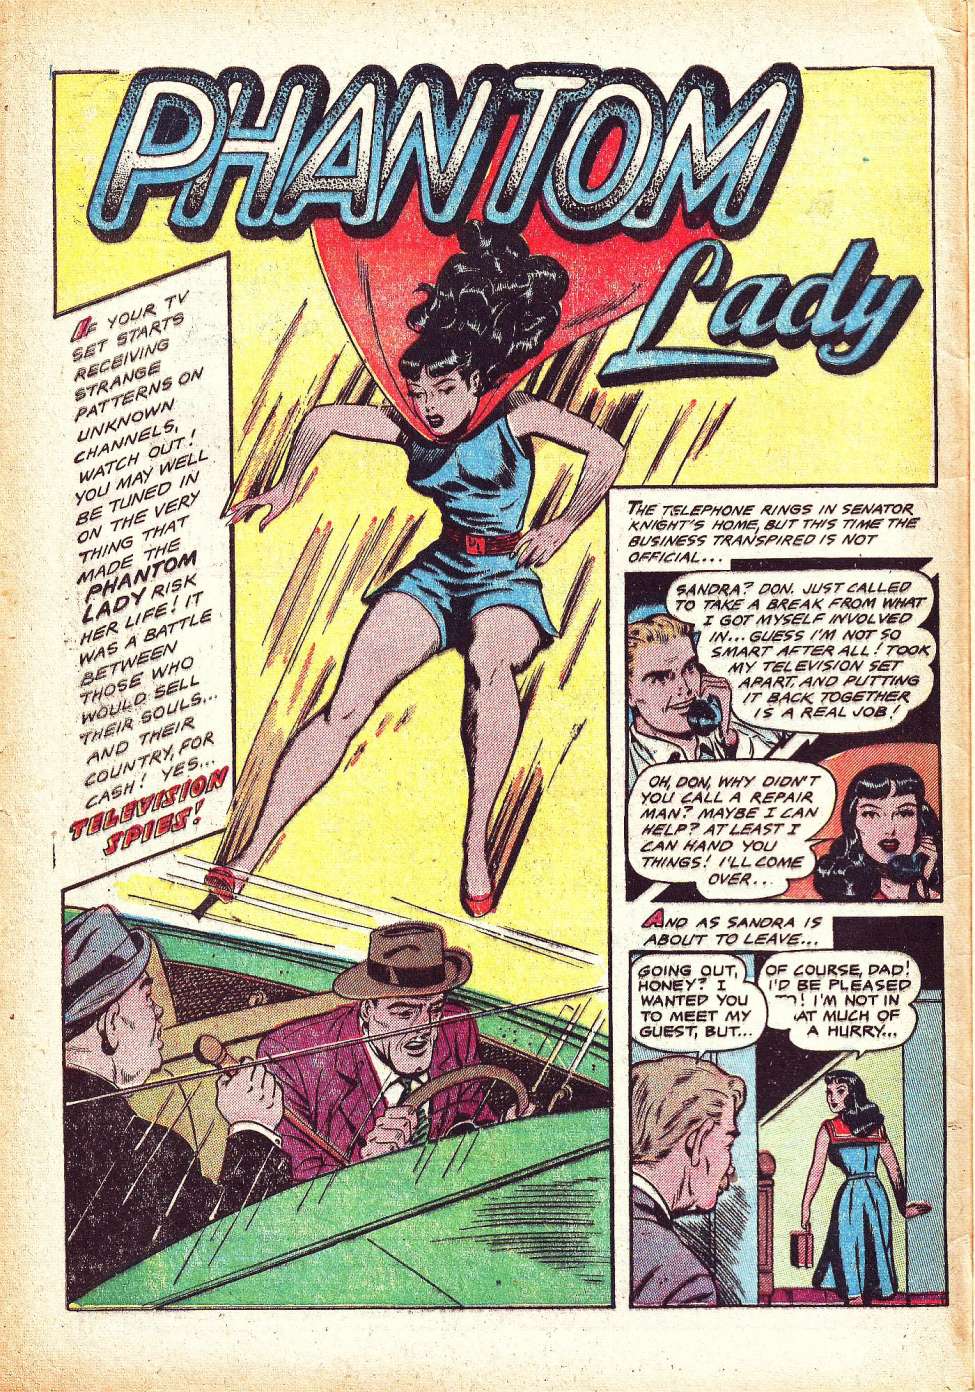 PHANTOM
Lady
IF YOUR TV
SET STARTS
RECEIVING
STRANGE
PATTERNS ON
UNKNOWN
CHANNELS,
WATCH OUT!
YOU MAY WELL
BE TUNED IN
ON THE VERY
THING THAT
MADE THE
PHANTOM
LADY RISK
HER LIFE! IT
WAS A BATTLE
BETWEEN
THOSE WHO
WOULD SELL
THEIR SOULS...
AND THEIR
COUNTRY, FOR
CASH! YES...
TELEVISION
SPIES!
THE TELEPHONE RINGS IN SENATOR
KNIGHT'S HOME, BUT THIS TIME THE
BUSINESS TRANSPIRED IS NOT
OFFICIAL...
SANDRA? DON. JUST CALLED
TO TAKE A BREAK FROM WHAT
I GOT MYSELF INVOLVED
IN... GUESS I'M NOT SO
SMART AFTER ALL! TOOK
MY TELEVISION SET
APART, AND PUTTING
IT BACK TOGETHER
IS A REAL JOB!
OH, DON, WHY DIDN'T
YOU CALL A REPAIR
MAN? MAYBE I CAN
HELP? AT LEAST I
CAN HAND YOU
THINGS! I'LL COME
OVER...
AND AS SANDRA IS
ABOUT TO LEAVE...
GOING OUT,
HONEY? I
WANTED YOU
TO MEET MY
GUEST, BUT...
OF COURSE, DAD!
I'D BE PLEASED
TO! I'M NOT IN
AT MUCH OF
A HURRY...